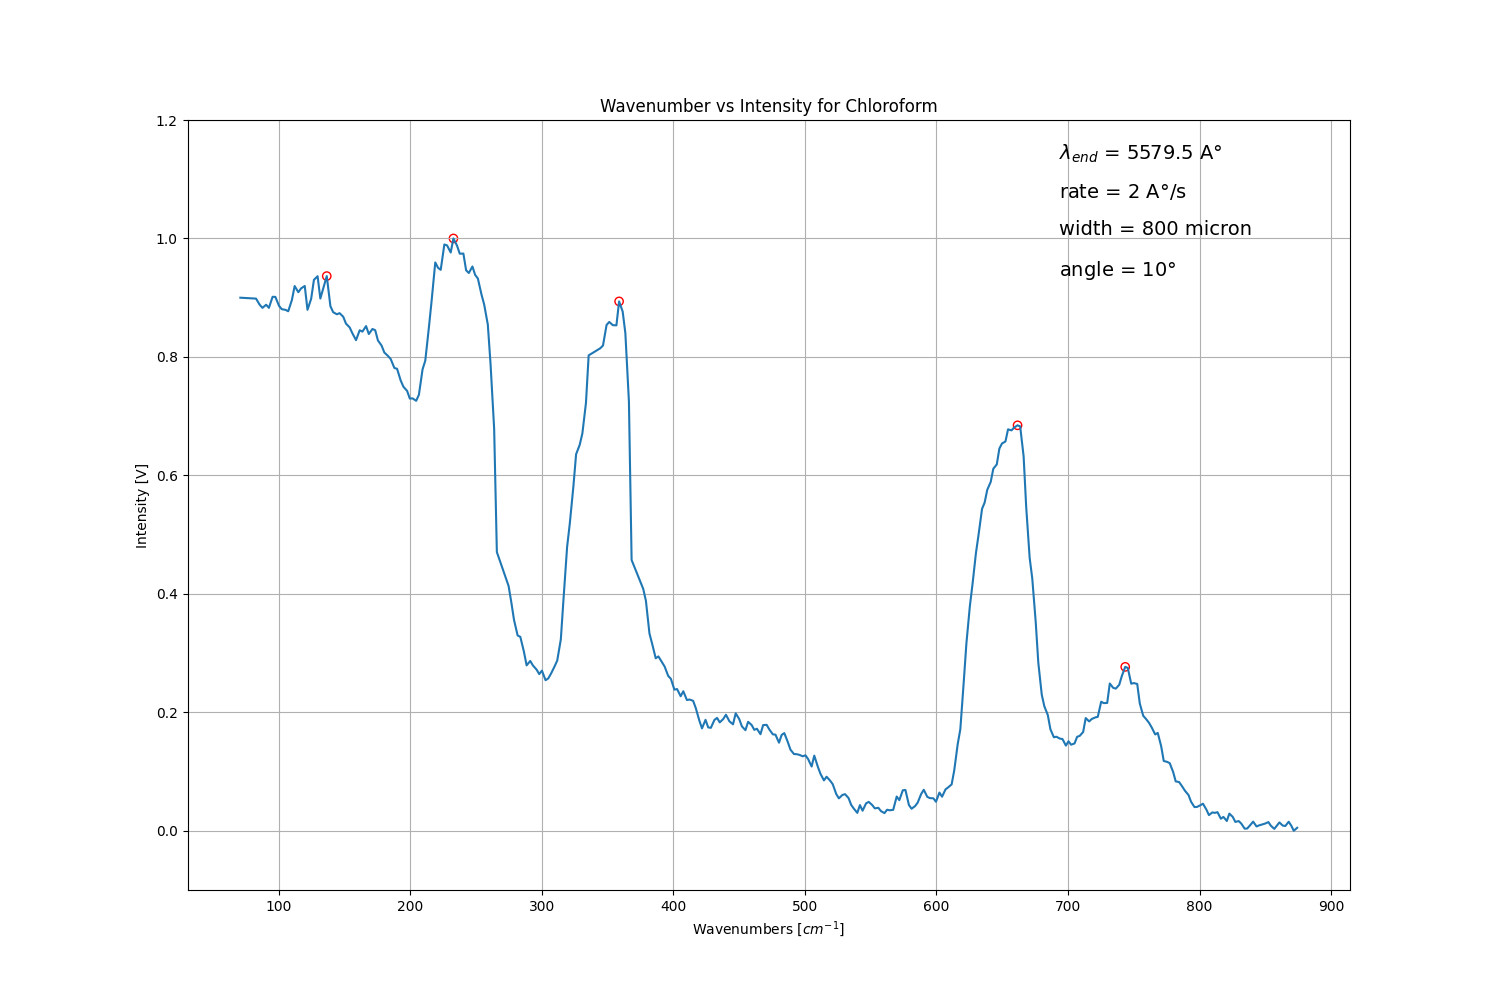 Wavenumber vs Intensity for Chloroform
1.2
1.0
0.8
0.6
0.4
0.2
0.0
Intensity [V]
λ_end = 5579.5 A°
rate = 2 A°/s
width = 800 micron
angle = 10°
100 200 300 400 500 600 700 800 900
Wavenumbers [cm⁻¹]